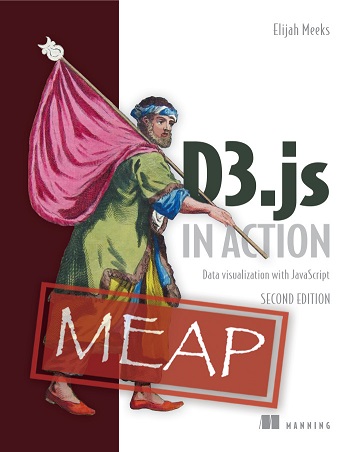 Elijah Meeks
D3.js
IN ACTION
Data visualization with JavaScript
SECOND EDITION
MEAP
MANNING